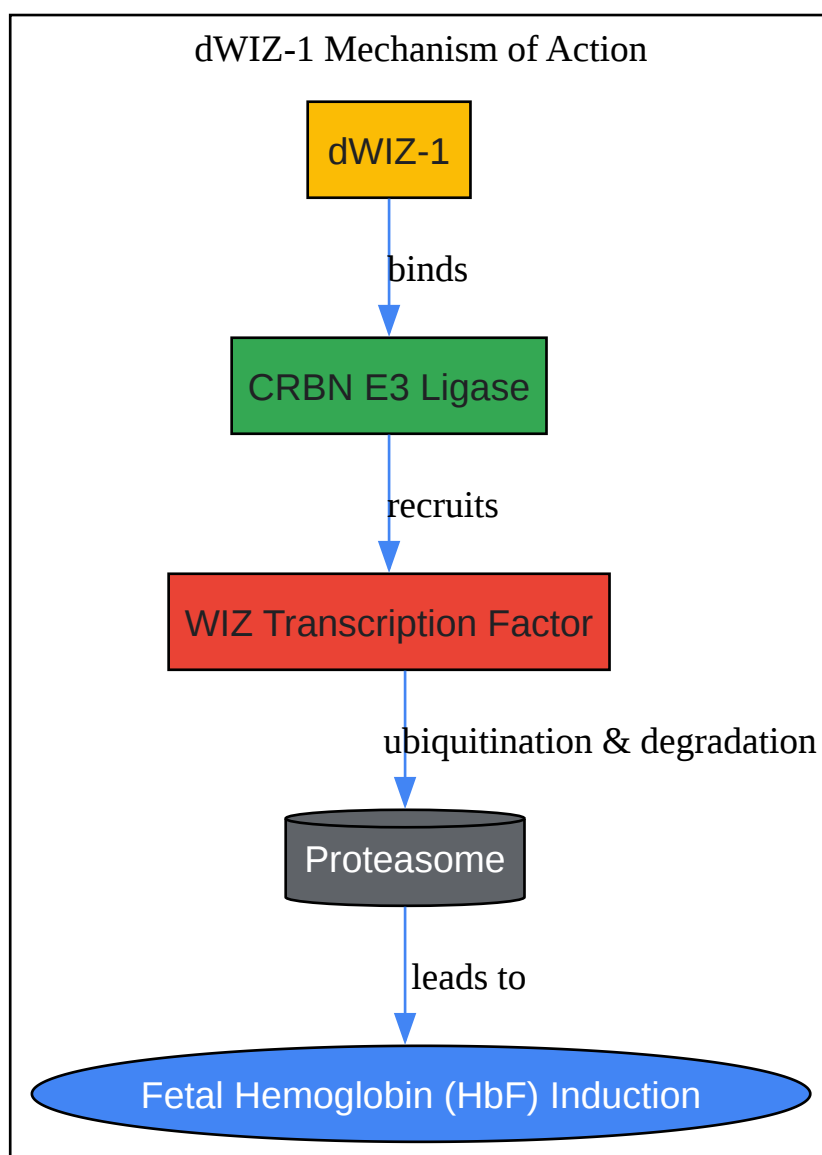 dWIZ-1 Mechanism of Action
dWIZ-1
binds
CRBN E3 Ligase
recruits
WIZ Transcription Factor
ubiquitination & degradation
Proteasome
leads to
Fetal Hemoglobin (HbF) Induction